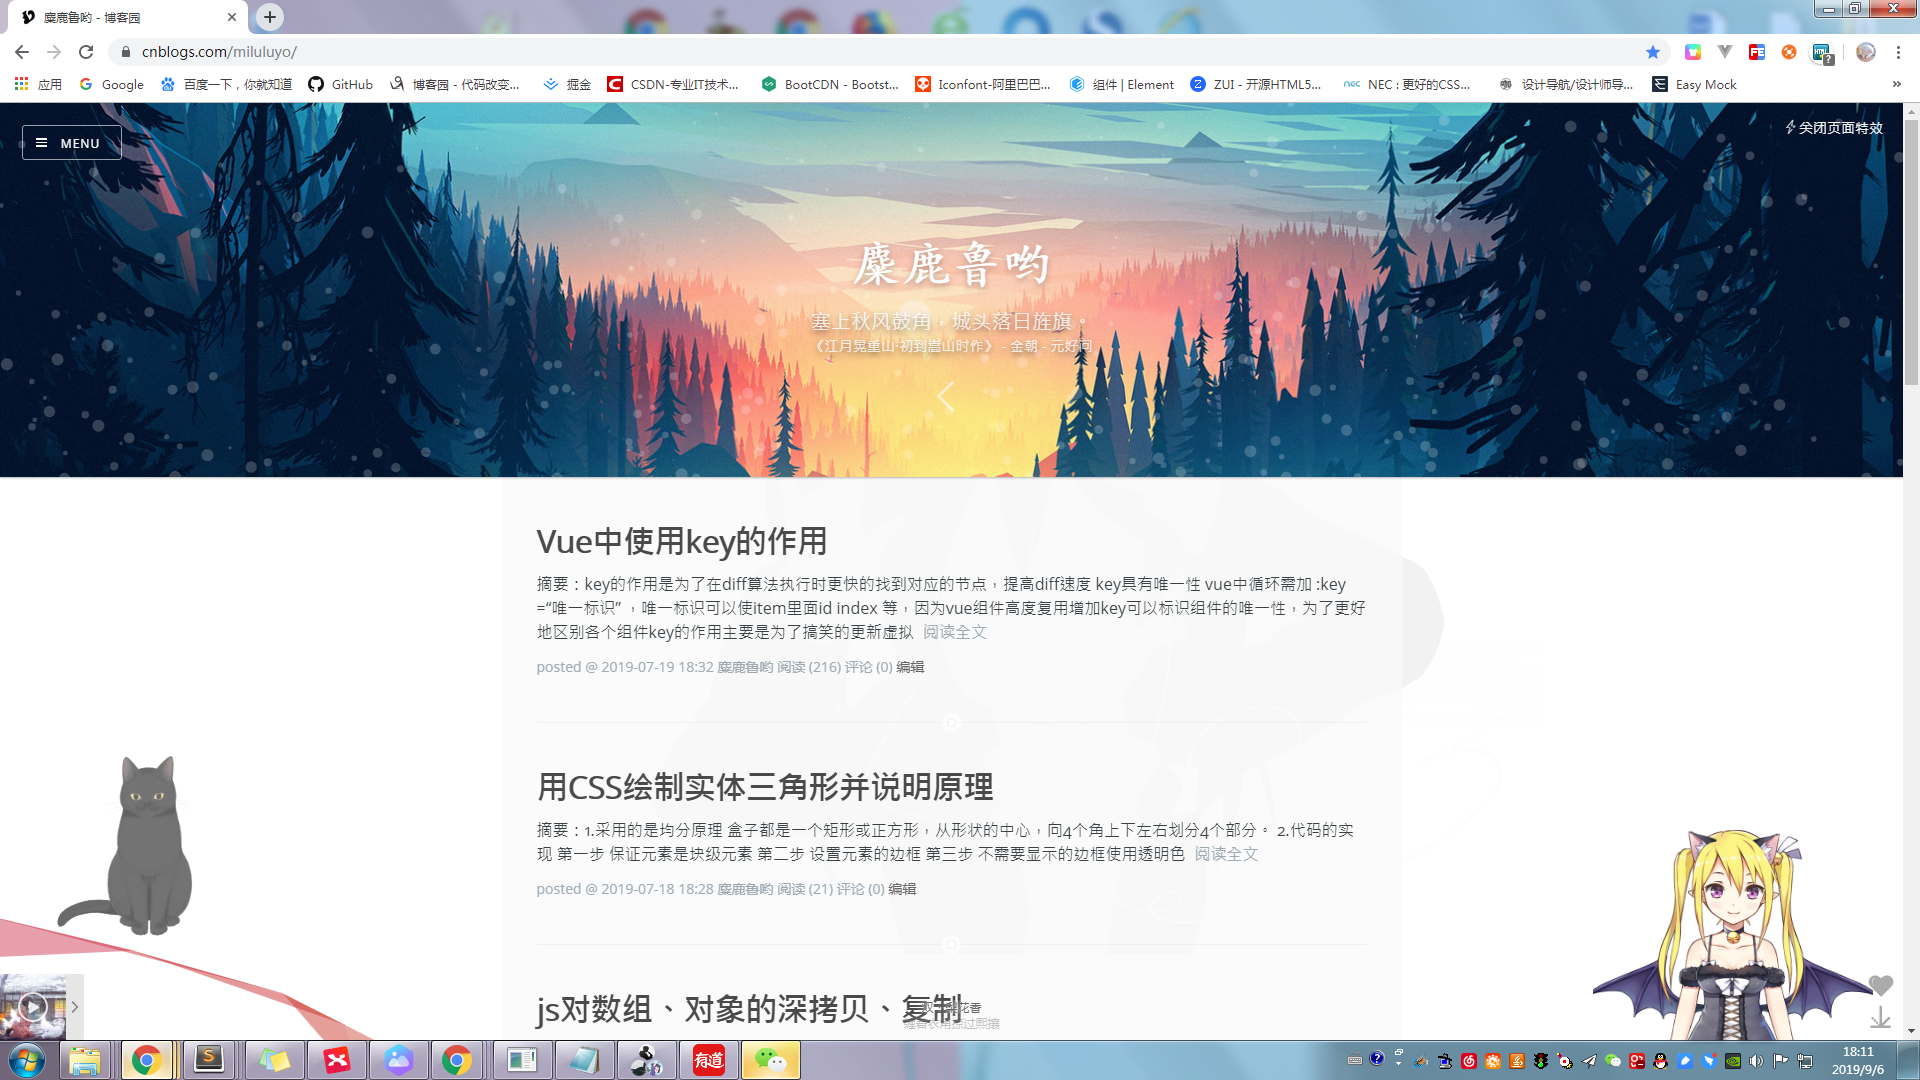 麋鹿鲁哟 - 博客园
cnblogs.com/miluluyo/
应用
Google
百度一下，你就知道
GitHub
博客园 - 代码改变...
掘金
CSDN-专业IT技术...
BootCDN - Bootst...
Iconfont-阿里巴巴...
组件 | Element
ZUI - 开源HTML5...
NEC : 更好的CSS...
设计导航/设计师导...
Easy Mock
MENU
关闭页面特效
麋鹿鲁哟
塞上秋风鼓角，城头落日旌旗。
《江月晃重山·初到嵩山时作》 - 金朝 - 元好问
Vue中使用key的作用
摘要：key的作用是为了在diff算法执行时更快的找到对应的节点，提高diff速度 key具有唯一性 vue中循环需加 :key
=“唯一标识” ，唯一标识可以使item里面id index 等，因为vue组件高度复用增加key可以标识组件的唯一性，为了更好
地区别各个组件key的作用主要是为了搞笑的更新虚拟 阅读全文
posted @ 2019-07-19 18:32 麋鹿鲁哟 阅读 (216) 评论 (0) 编辑
用CSS绘制实体三角形并说明原理
摘要：1.采用的是均分原理 盒子都是一个矩形或正方形，从形状的中心，向4个角上下左右划分4个部分。 2.代码的实
现 第一步 保证元素是块级元素 第二步 设置元素的边框 第三步 不需要显示的边框使用透明色 阅读全文
posted @ 2019-07-18 18:28 麋鹿鲁哟 阅读 (21) 评论 (0) 编辑
js对数组、对象的深拷贝、复制
花香
有道
18:11
2019/9/6